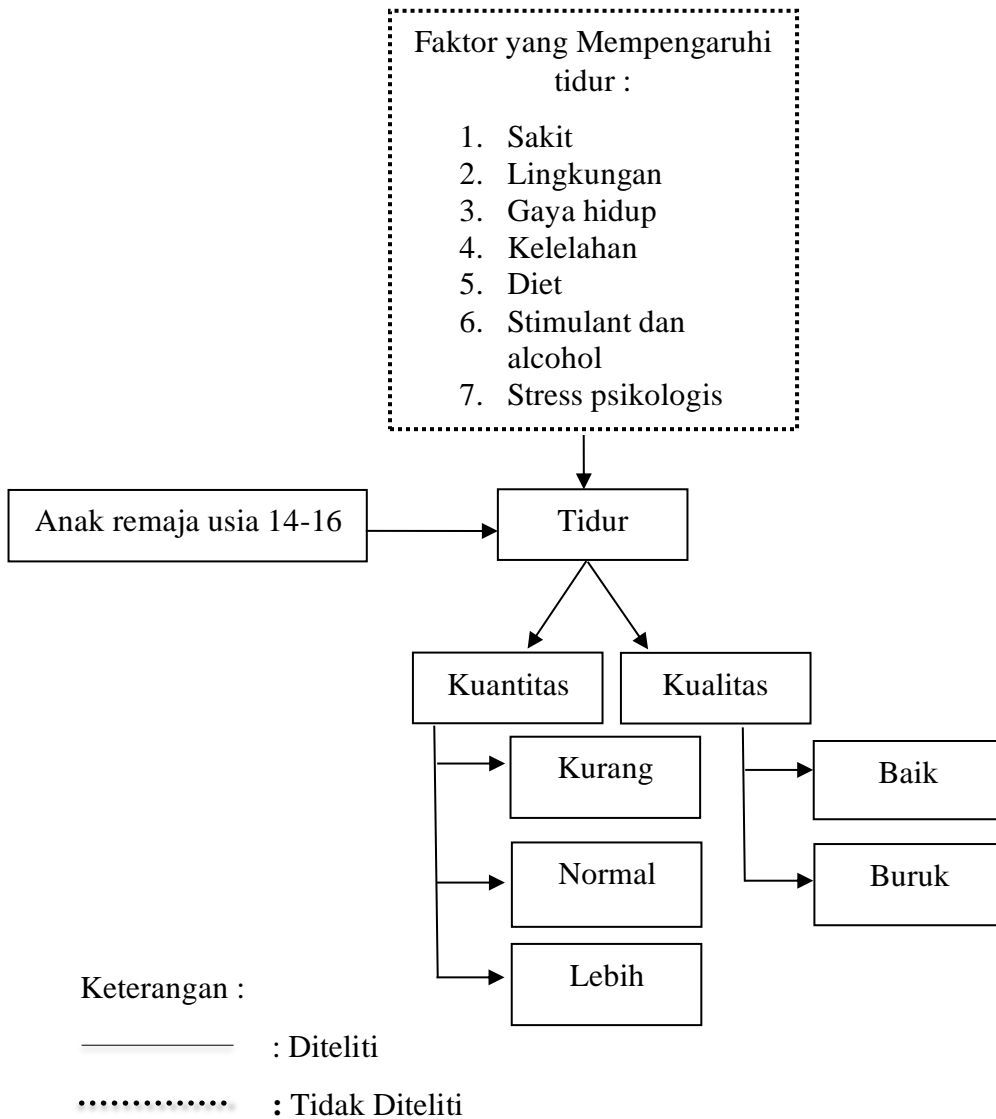 Faktor yang Mempengaruhi
tidur :
1. Sakit
2. Lingkungan
3. Gaya hidup
4. Kelelahan
5. Diet
6. Stimulant dan
alcohol
7. Stress psikologis
Anak remaja usia 14-16
Tidur
Kuantitas
Kualitas
Kurang
Baik
Normal
Buruk
Lebih
Keterangan :
: Diteliti
: Tidak Diteliti